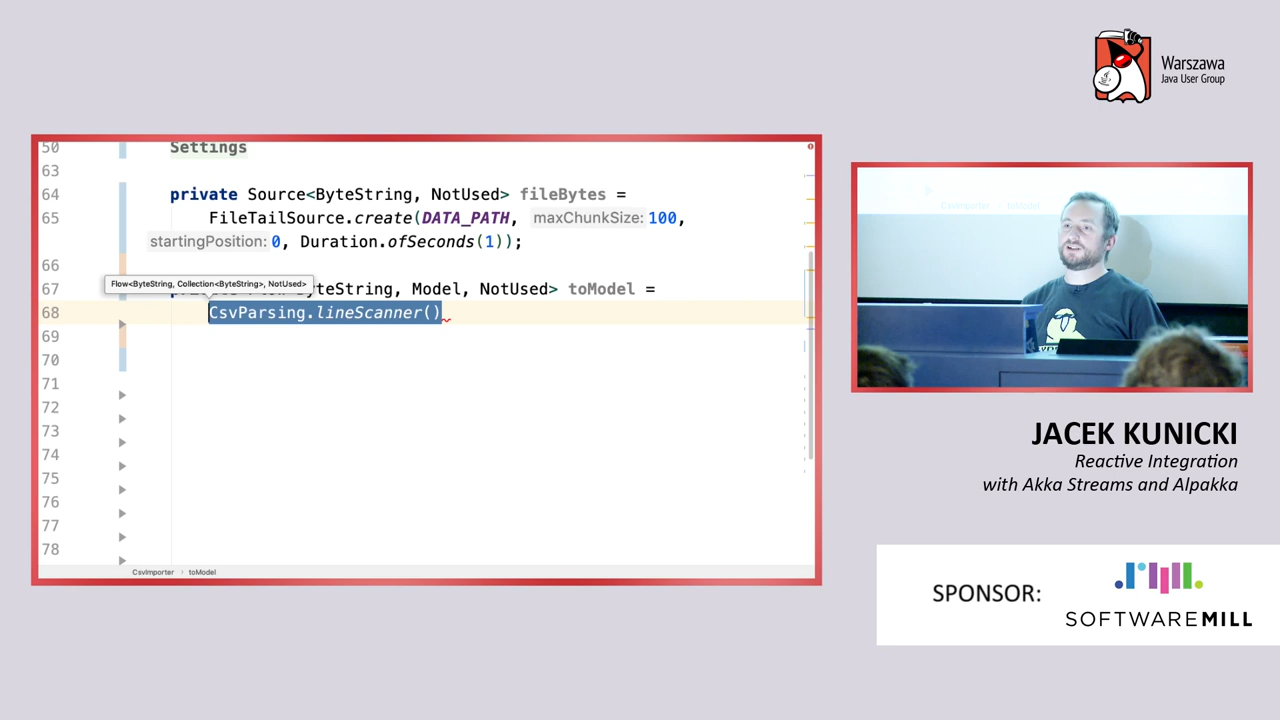 Warszawa
Java User Group
50 Settings
63
64 private Source<ByteString, NotUsed> fileBytes =
65 FileTailSource.create(DATA_PATH, maxChunkSize: 100,
startingPosition: 0, Duration.ofSeconds(1));
66
Flow<ByteString, Collection<ByteString>, NotUsed>
67 ByteString, Model, NotUsed> toModel =
68 CsvParsing.lineScanner()
69
70
71
72
73
74
75
76
77
78
CsvImporter › toModel
CsvImporter toModel
JACEK KUNICKI
Reactive Integration
with Akka Streams and Alpakka
SPONSOR:
SOFTWAREMILL